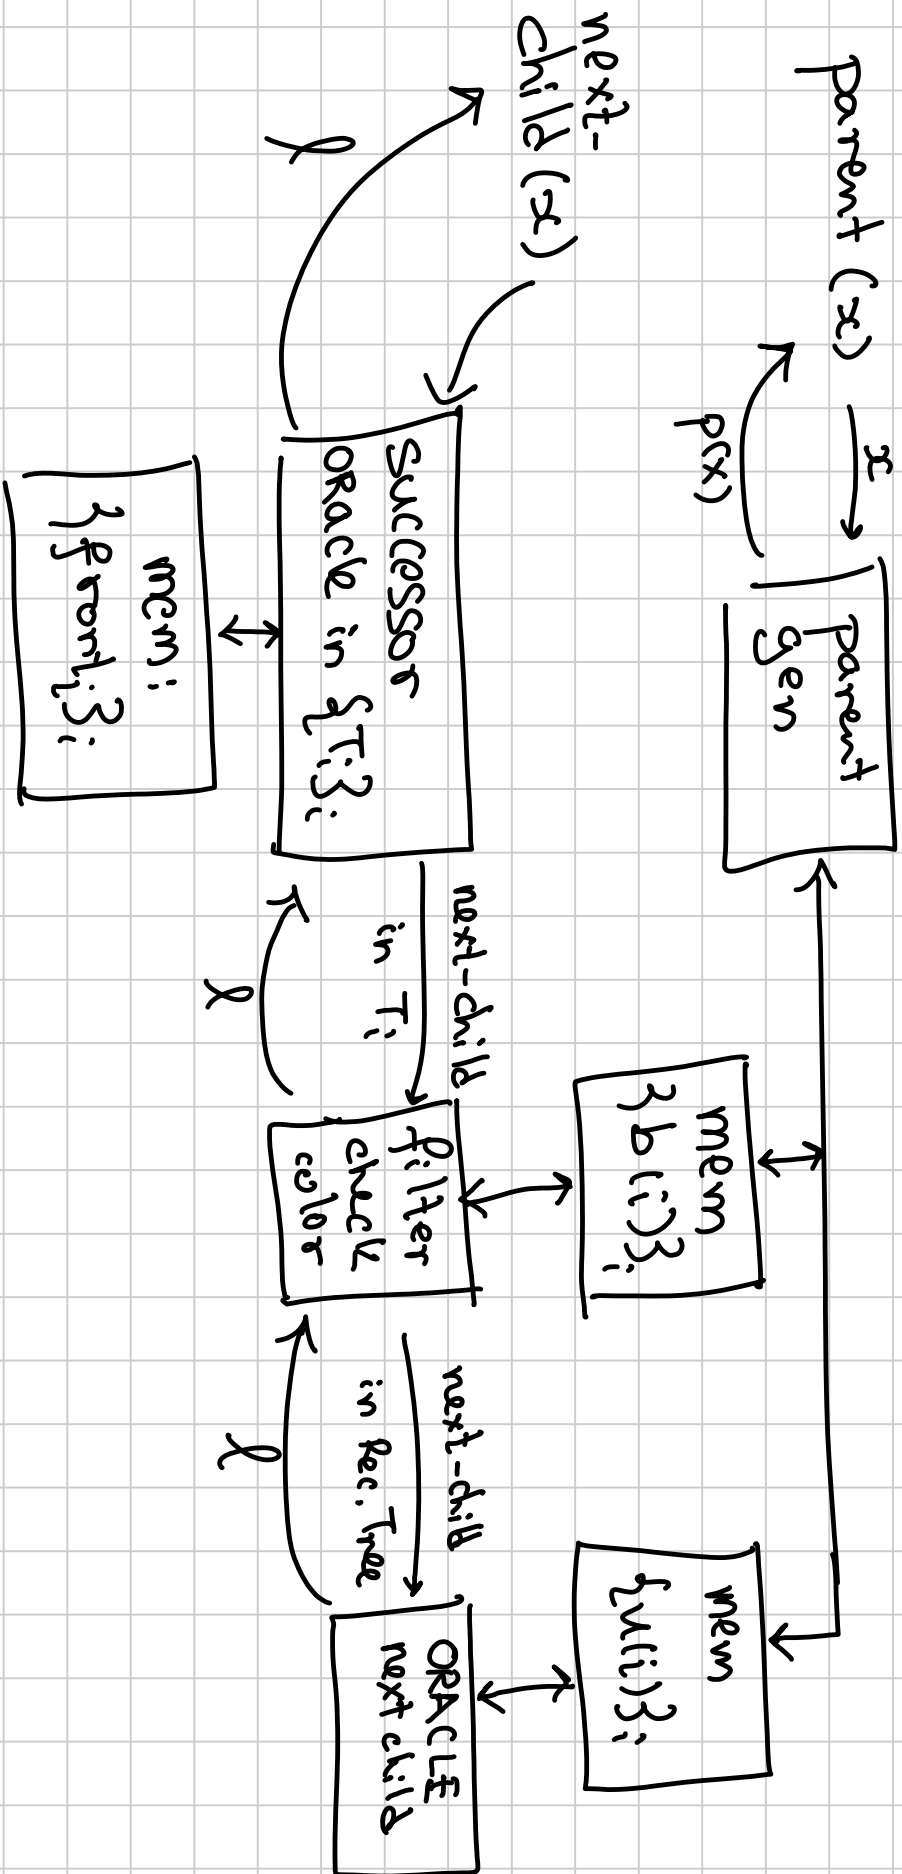 parent (x)
x
p(x)
parent
gen
next-
child (x)
l
successor
ORacle in {Ti}i
mem:
{front i}i
next-child
in Ti
l
mem
{b(i)}i
filter
check
color
next-child
in Rec. Tree
l
mem
{u(i)}i
ORACLE
next child